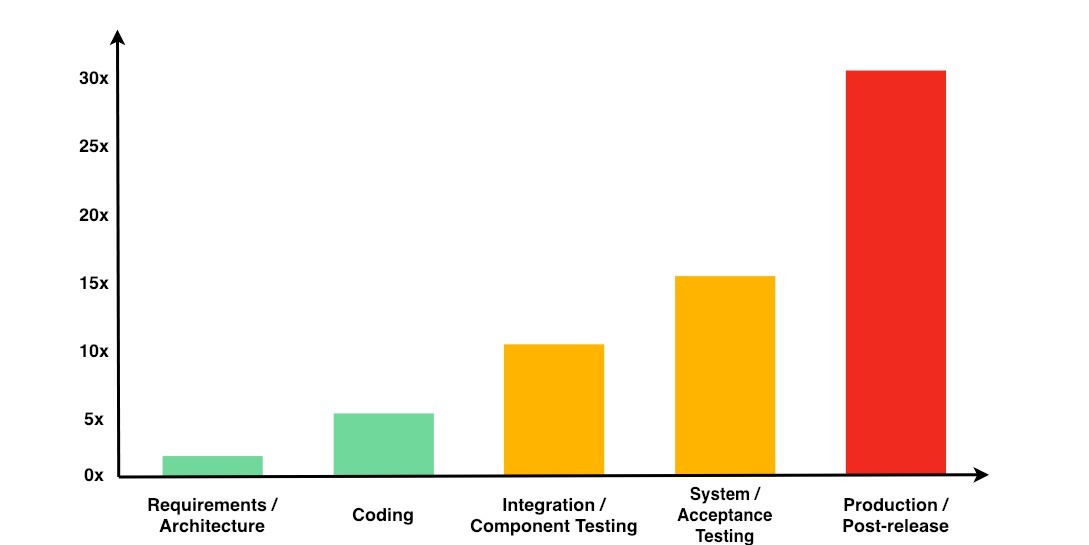 30x
25x
20x
15x
10x
5x
0x
Requirements /
Architecture
Coding
Integration /
Component Testing
System /
Acceptance
Testing
Production /
Post-release